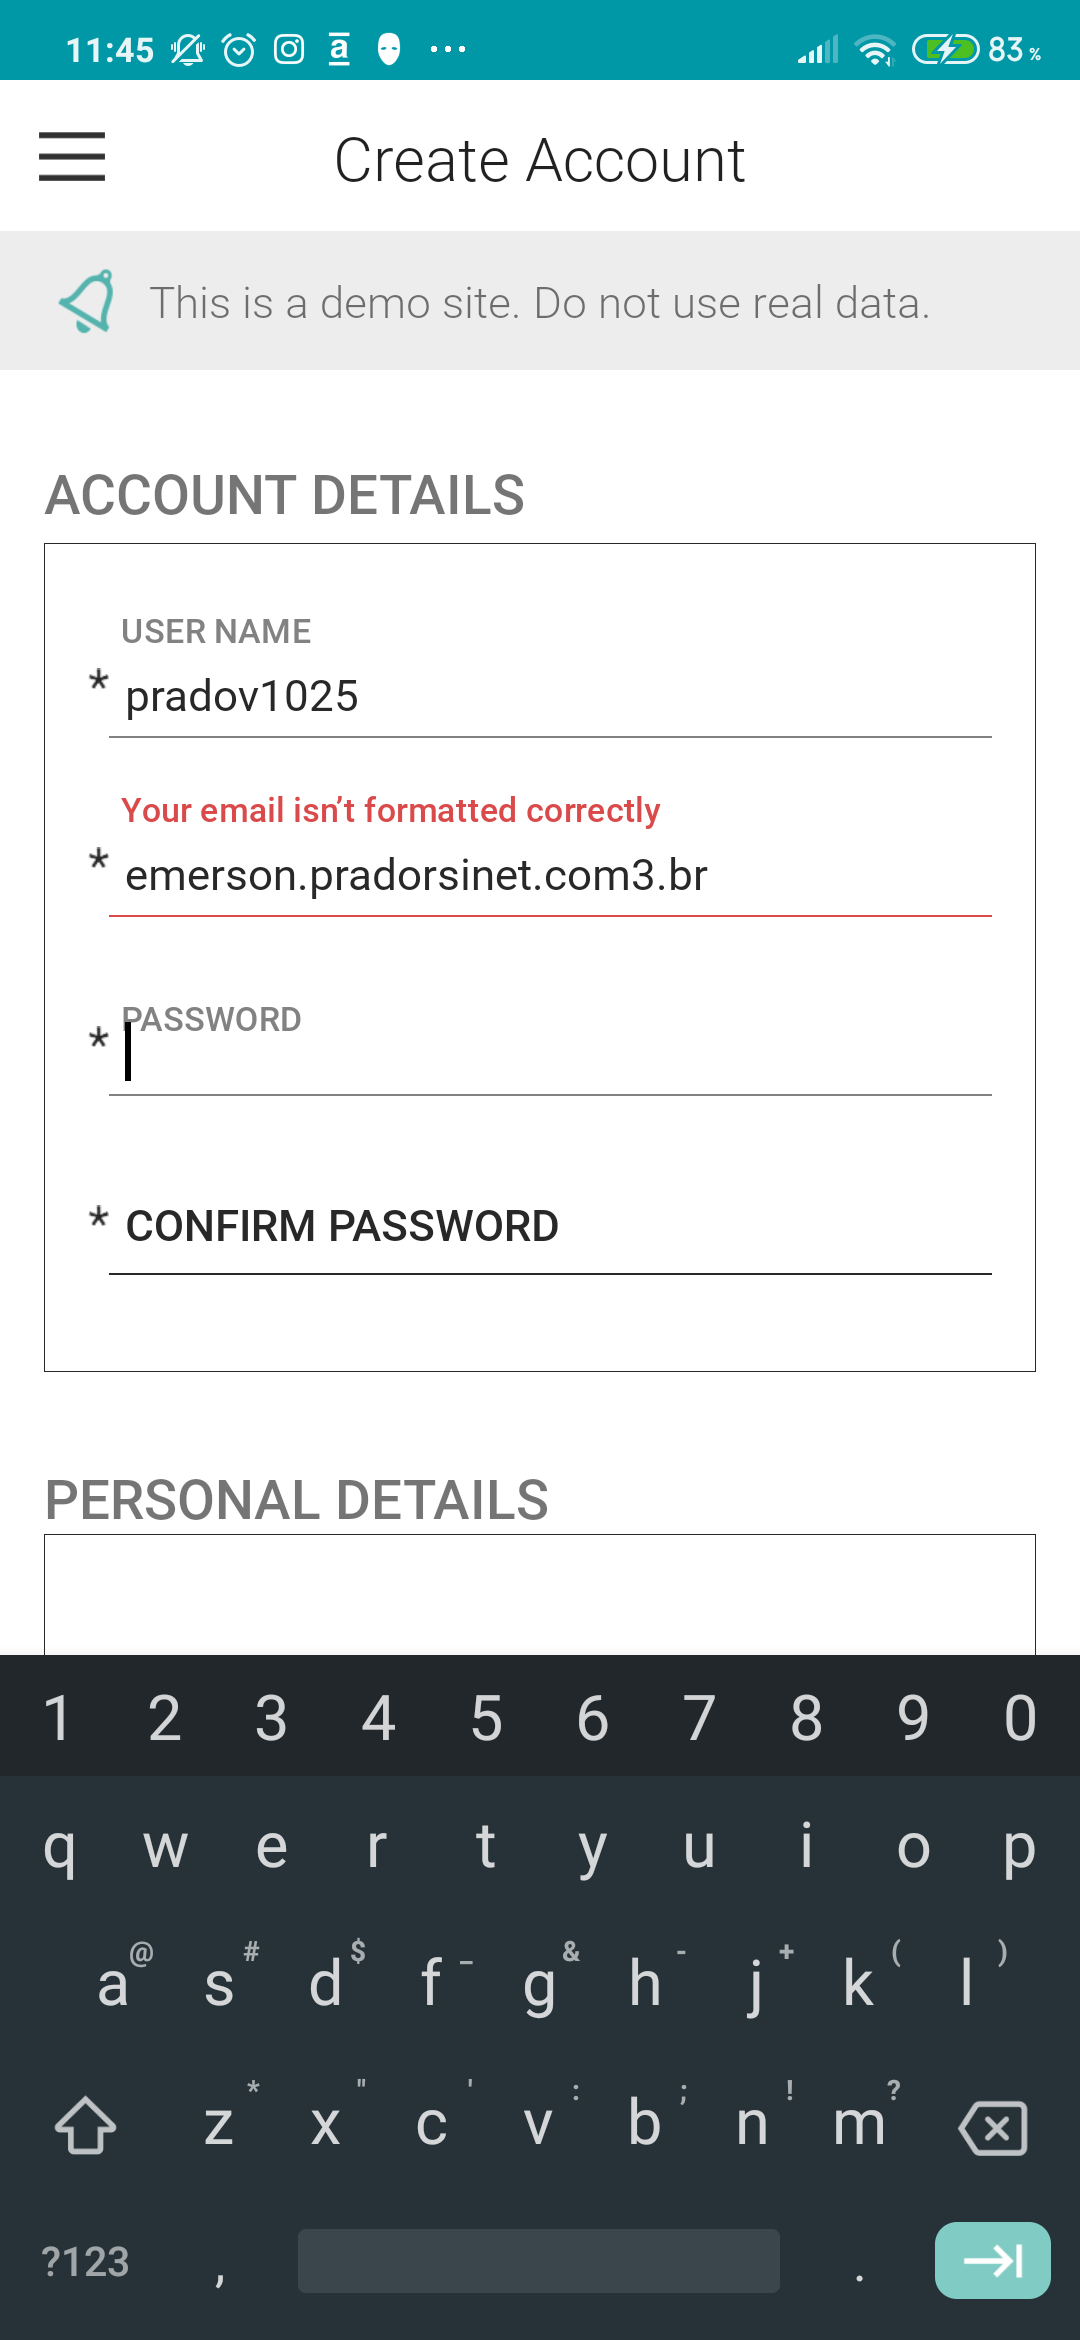 11:45 a ... 83%
Create Account
This is a demo site. Do not use real data.
ACCOUNT DETAILS
USER NAME
* pradov1025
Your email isn't formatted correctly
* emerson.pradorsinet.com3.br
PASSWORD
*
* CONFIRM PASSWORD
PERSONAL DETAILS
1 2 3 4 5 6 7 8 9 0
q w e r t y u i o p
@ # $ _ & - + ( )
a s d f g h j k l
* " ' : ; ! ?
z x c v b n m
?123 , .